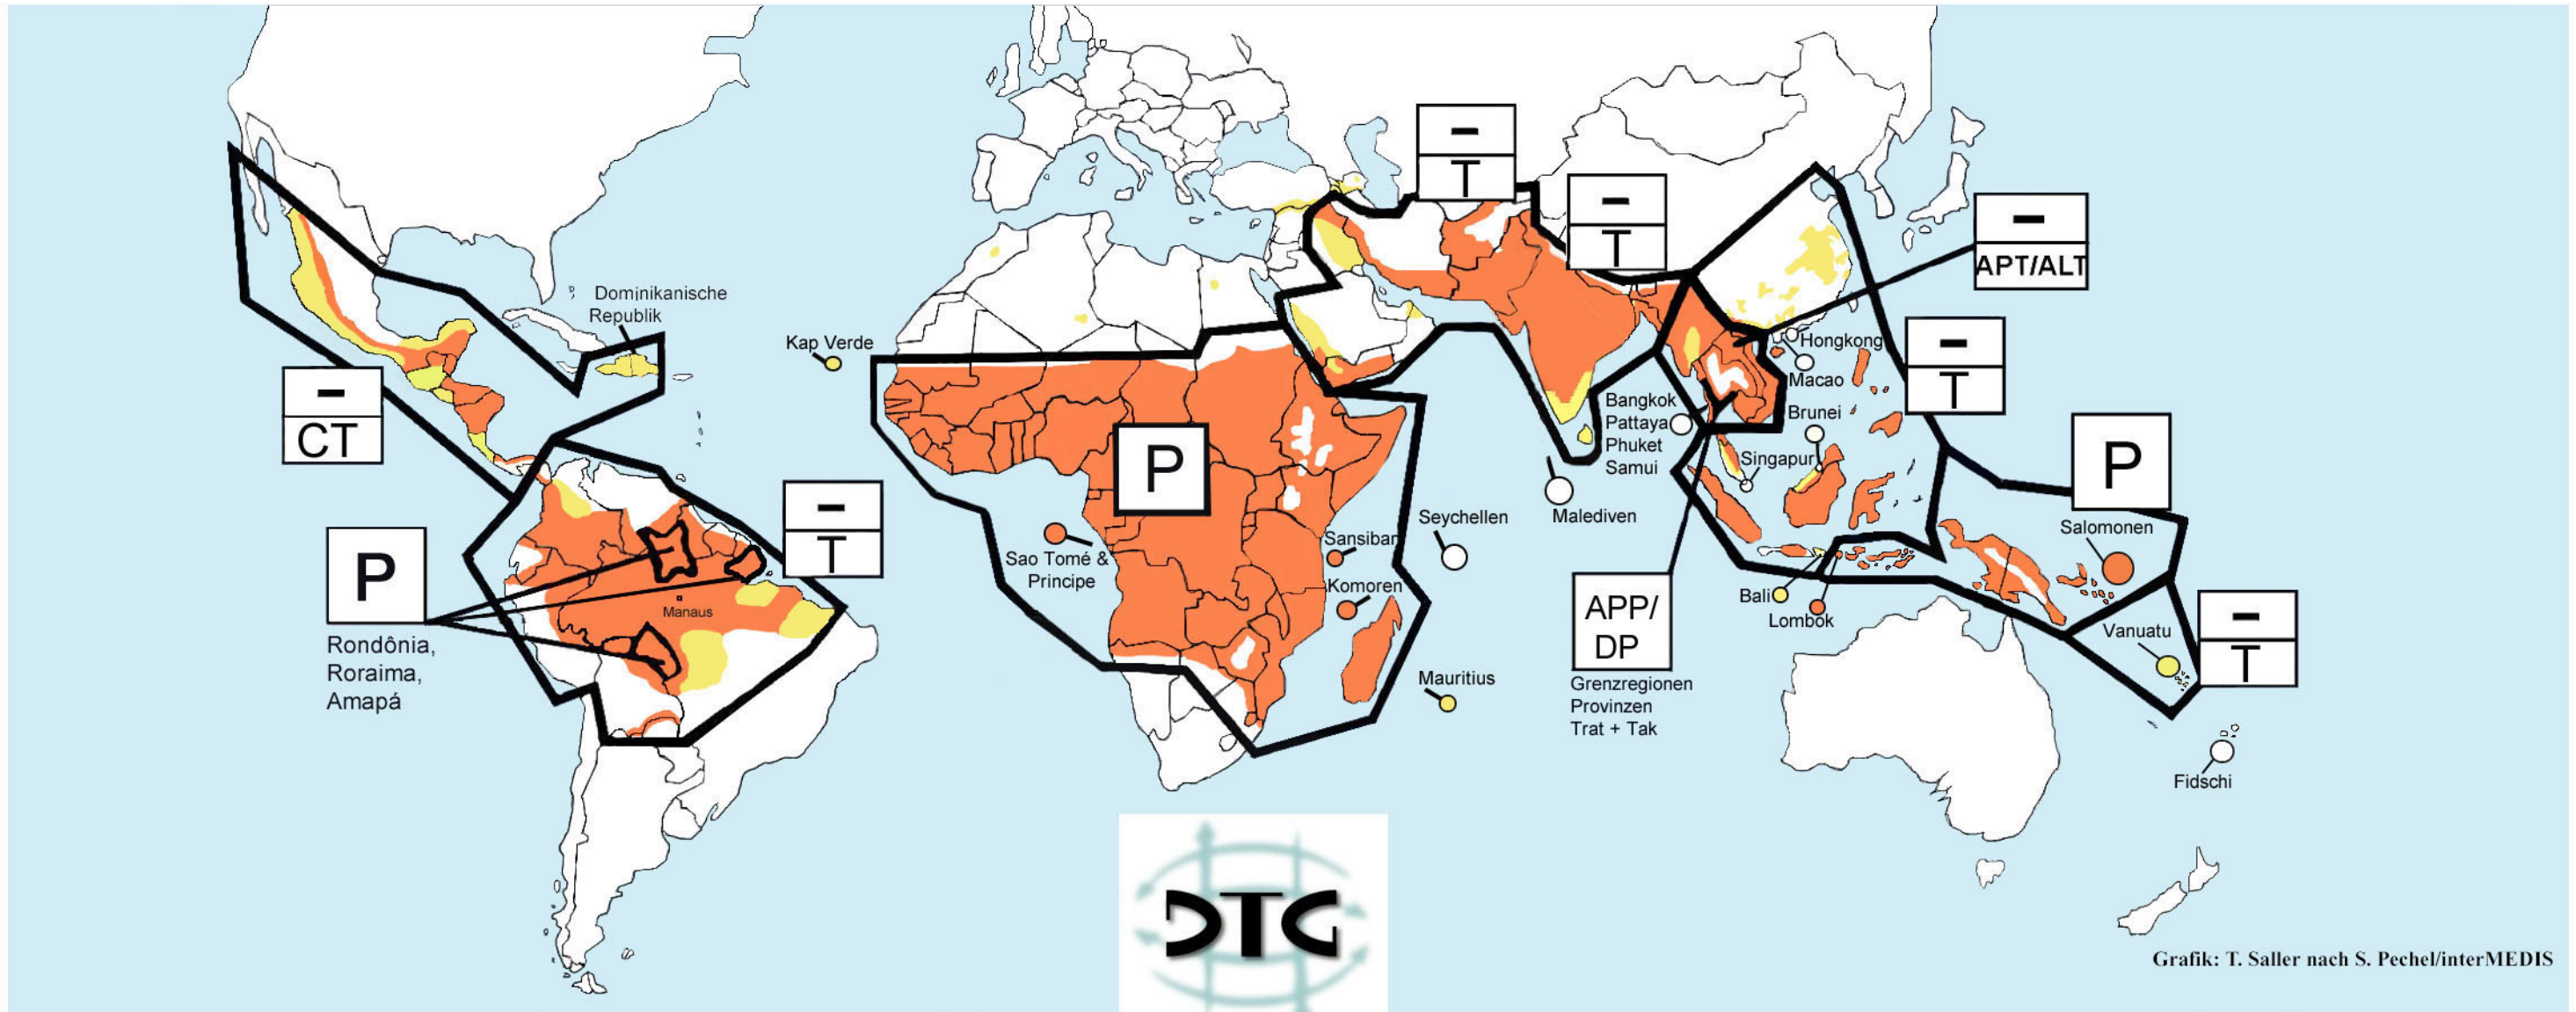 Dominikanische
Republik
–
CT
P
Rondônia,
Roraima,
Amapá
Manaus
–
T
Kap Verde
P
Sao Tomé &
Principe
Sansibar
Komoren
Seychellen
Mauritius
–
T
–
T
–
APT/ALT
–
T
Hongkong
Macao
Brunei
Bangkok
Pattaya
Phuket
Samui
Singapur
Malediven
APP/
DP
Grenzregionen
Provinzen
Trat + Tak
Bali
Lombok
P
Salomonen
Vanuatu
–
T
Fidschi
DTG
Grafik: T. Saller nach S. Pechel/interMEDIS